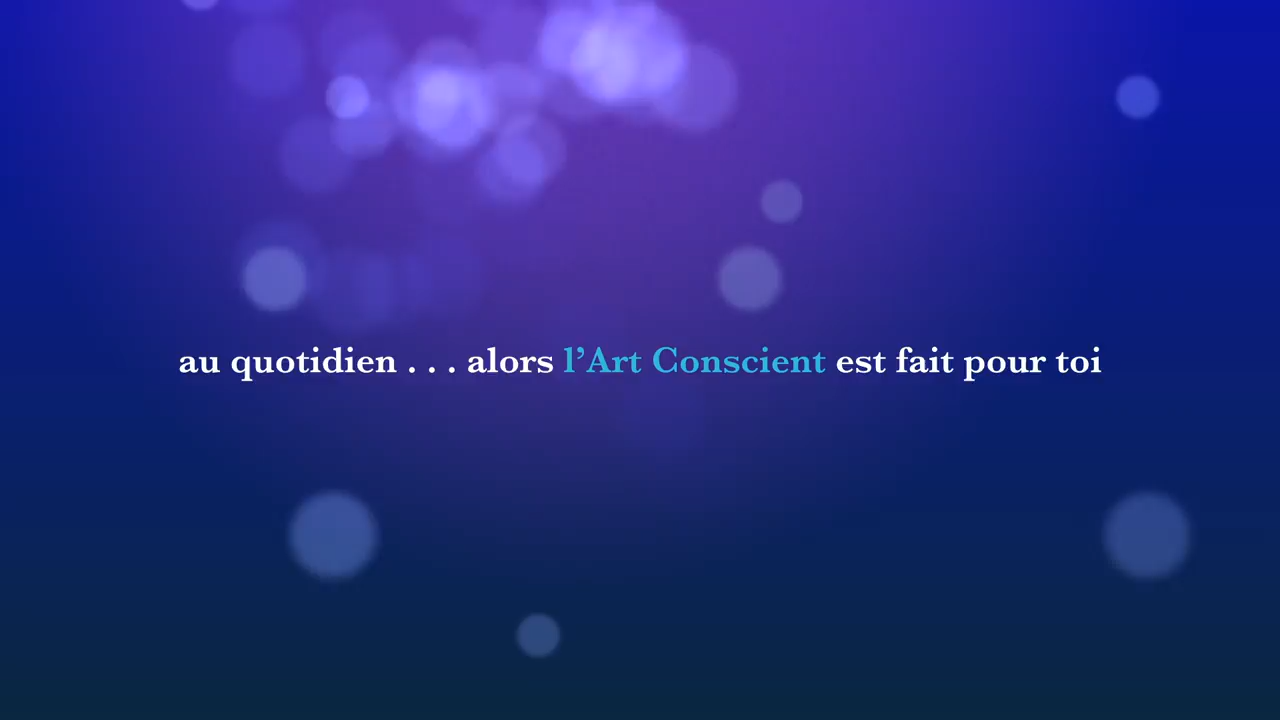 au quotidien . . . alors l’Art Conscient est fait pour toi